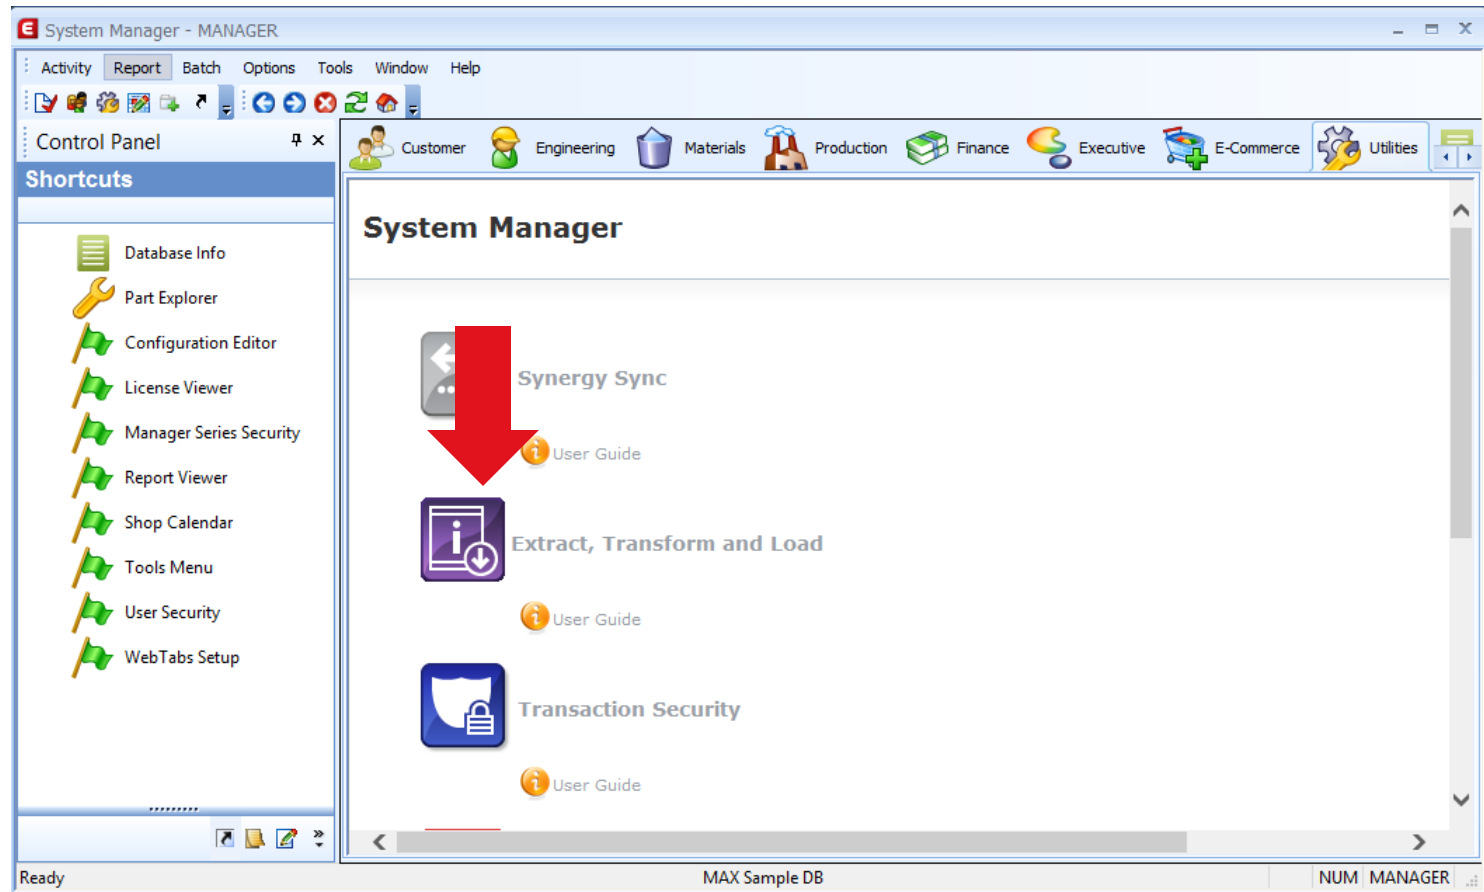 System Manager - MANAGER
Activity Report Batch Options Tools Window Help
Control Panel
Customer Engineering Materials Production Finance Executive E-Commerce Utilities
Shortcuts
System Manager
Database Info
Part Explorer
Configuration Editor
License Viewer
Manager Series Security
Report Viewer
Shop Calendar
Tools Menu
User Security
WebTabs Setup
Synergy Sync
User Guide
Extract, Transform and Load
User Guide
Transaction Security
User Guide
Ready MAX Sample DB NUM MANAGER